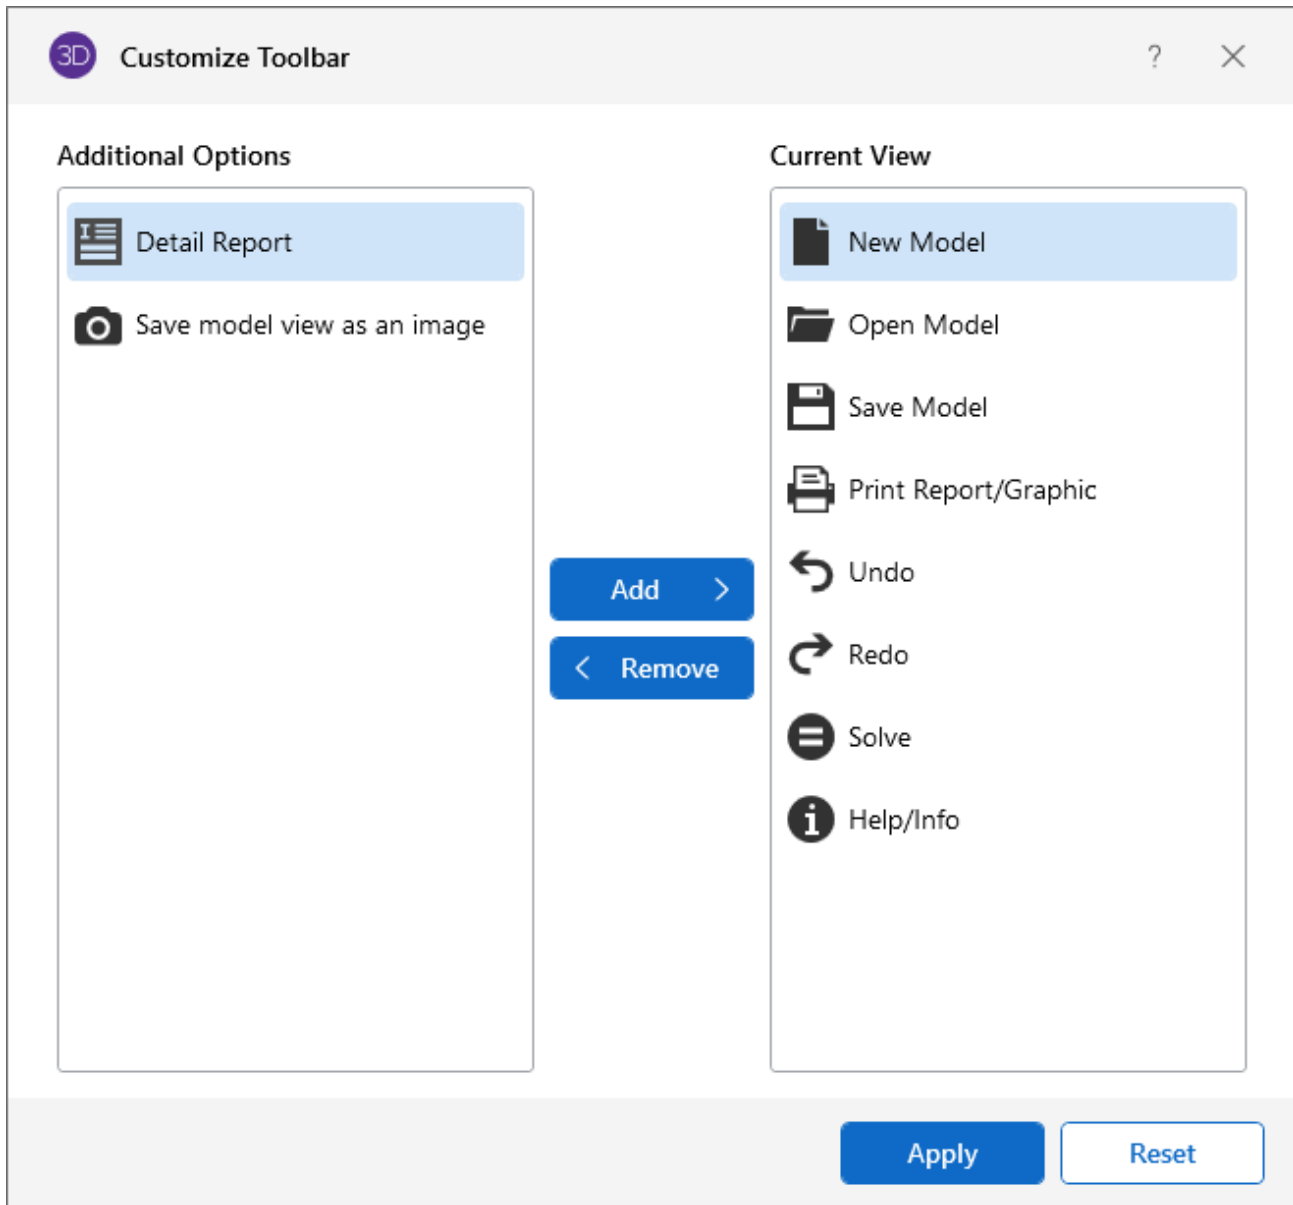 3D Customize Toolbar ?
Additional Options
Detail Report
Save model view as an image
Add >
< Remove
Current View
New Model
Open Model
Save Model
Print Report/Graphic
Undo
Redo
Solve
Help/Info
Apply
Reset